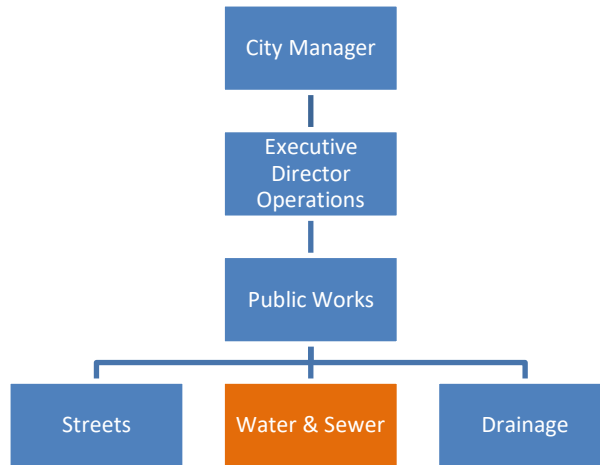 City Manager
Executive
Director
Operations
Public Works
Streets
Water & Sewer
Drainage